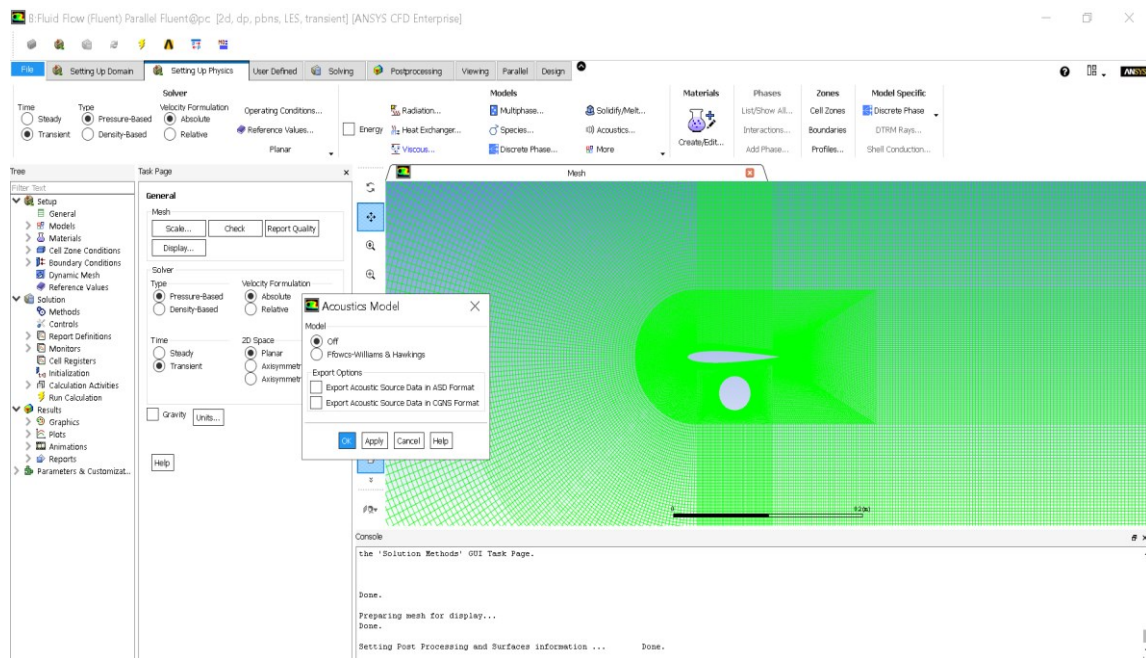 B:Fluid Flow (Fluent) Parallel Fluent@pc [2d, dp, pbns, LES, transient] [ANSYS CFD Enterprise]
File Setting Up Domain Setting Up Physics User Defined Solving Postprocessing Viewing Parallel Design ANSYS
Solver Models Materials Phases Zones Model Specific
Time
Steady
Transient
Type
Pressure-Based
Density-Based
Velocity Formulation
Absolute
Relative
Operating Conditions...
Reference Values...
Planar
Energy
Radiation...
Heat Exchanger...
Viscous...
Multiphase...
Species...
Discrete Phase...
Solidify/Melt...
Acoustics...
More
Create/Edit...
List/Show All...
Interactions...
Add Phase...
Cell Zones
Boundaries
Profiles...
Discrete Phase
DTRM Rays...
Shell Conduction...
Tree
Filter Text
Setup
General
Models
Materials
Cell Zone Conditions
Boundary Conditions
Dynamic Mesh
Reference Values
Solution
Methods
Controls
Report Definitions
Monitors
Cell Registers
Initialization
Calculation Activities
Run Calculation
Results
Graphics
Plots
Animations
Reports
Parameters & Customizat...
Task Page
General
Mesh
Scale... Check Report Quality
Display...
Solver
Type
Pressure-Based
Density-Based
Velocity Formulation
Absolute
Relative
Time
Steady
Transient
2D Space
Planar
Axisymmetr
Axisymmetr
Gravity Units...
Help
Acoustics Model
Model
Off
Ffowcs-Williams & Hawkings
Export Options
Export Acoustic Source Data in ASD Format
Export Acoustic Source Data in CGNS Format
OK Apply Cancel Help
Mesh
0
Console
the 'Solution Methods' GUI Task Page.
Done.
Preparing mesh for display...
Done.
Setting Post Processing and Surfaces information ... Done.